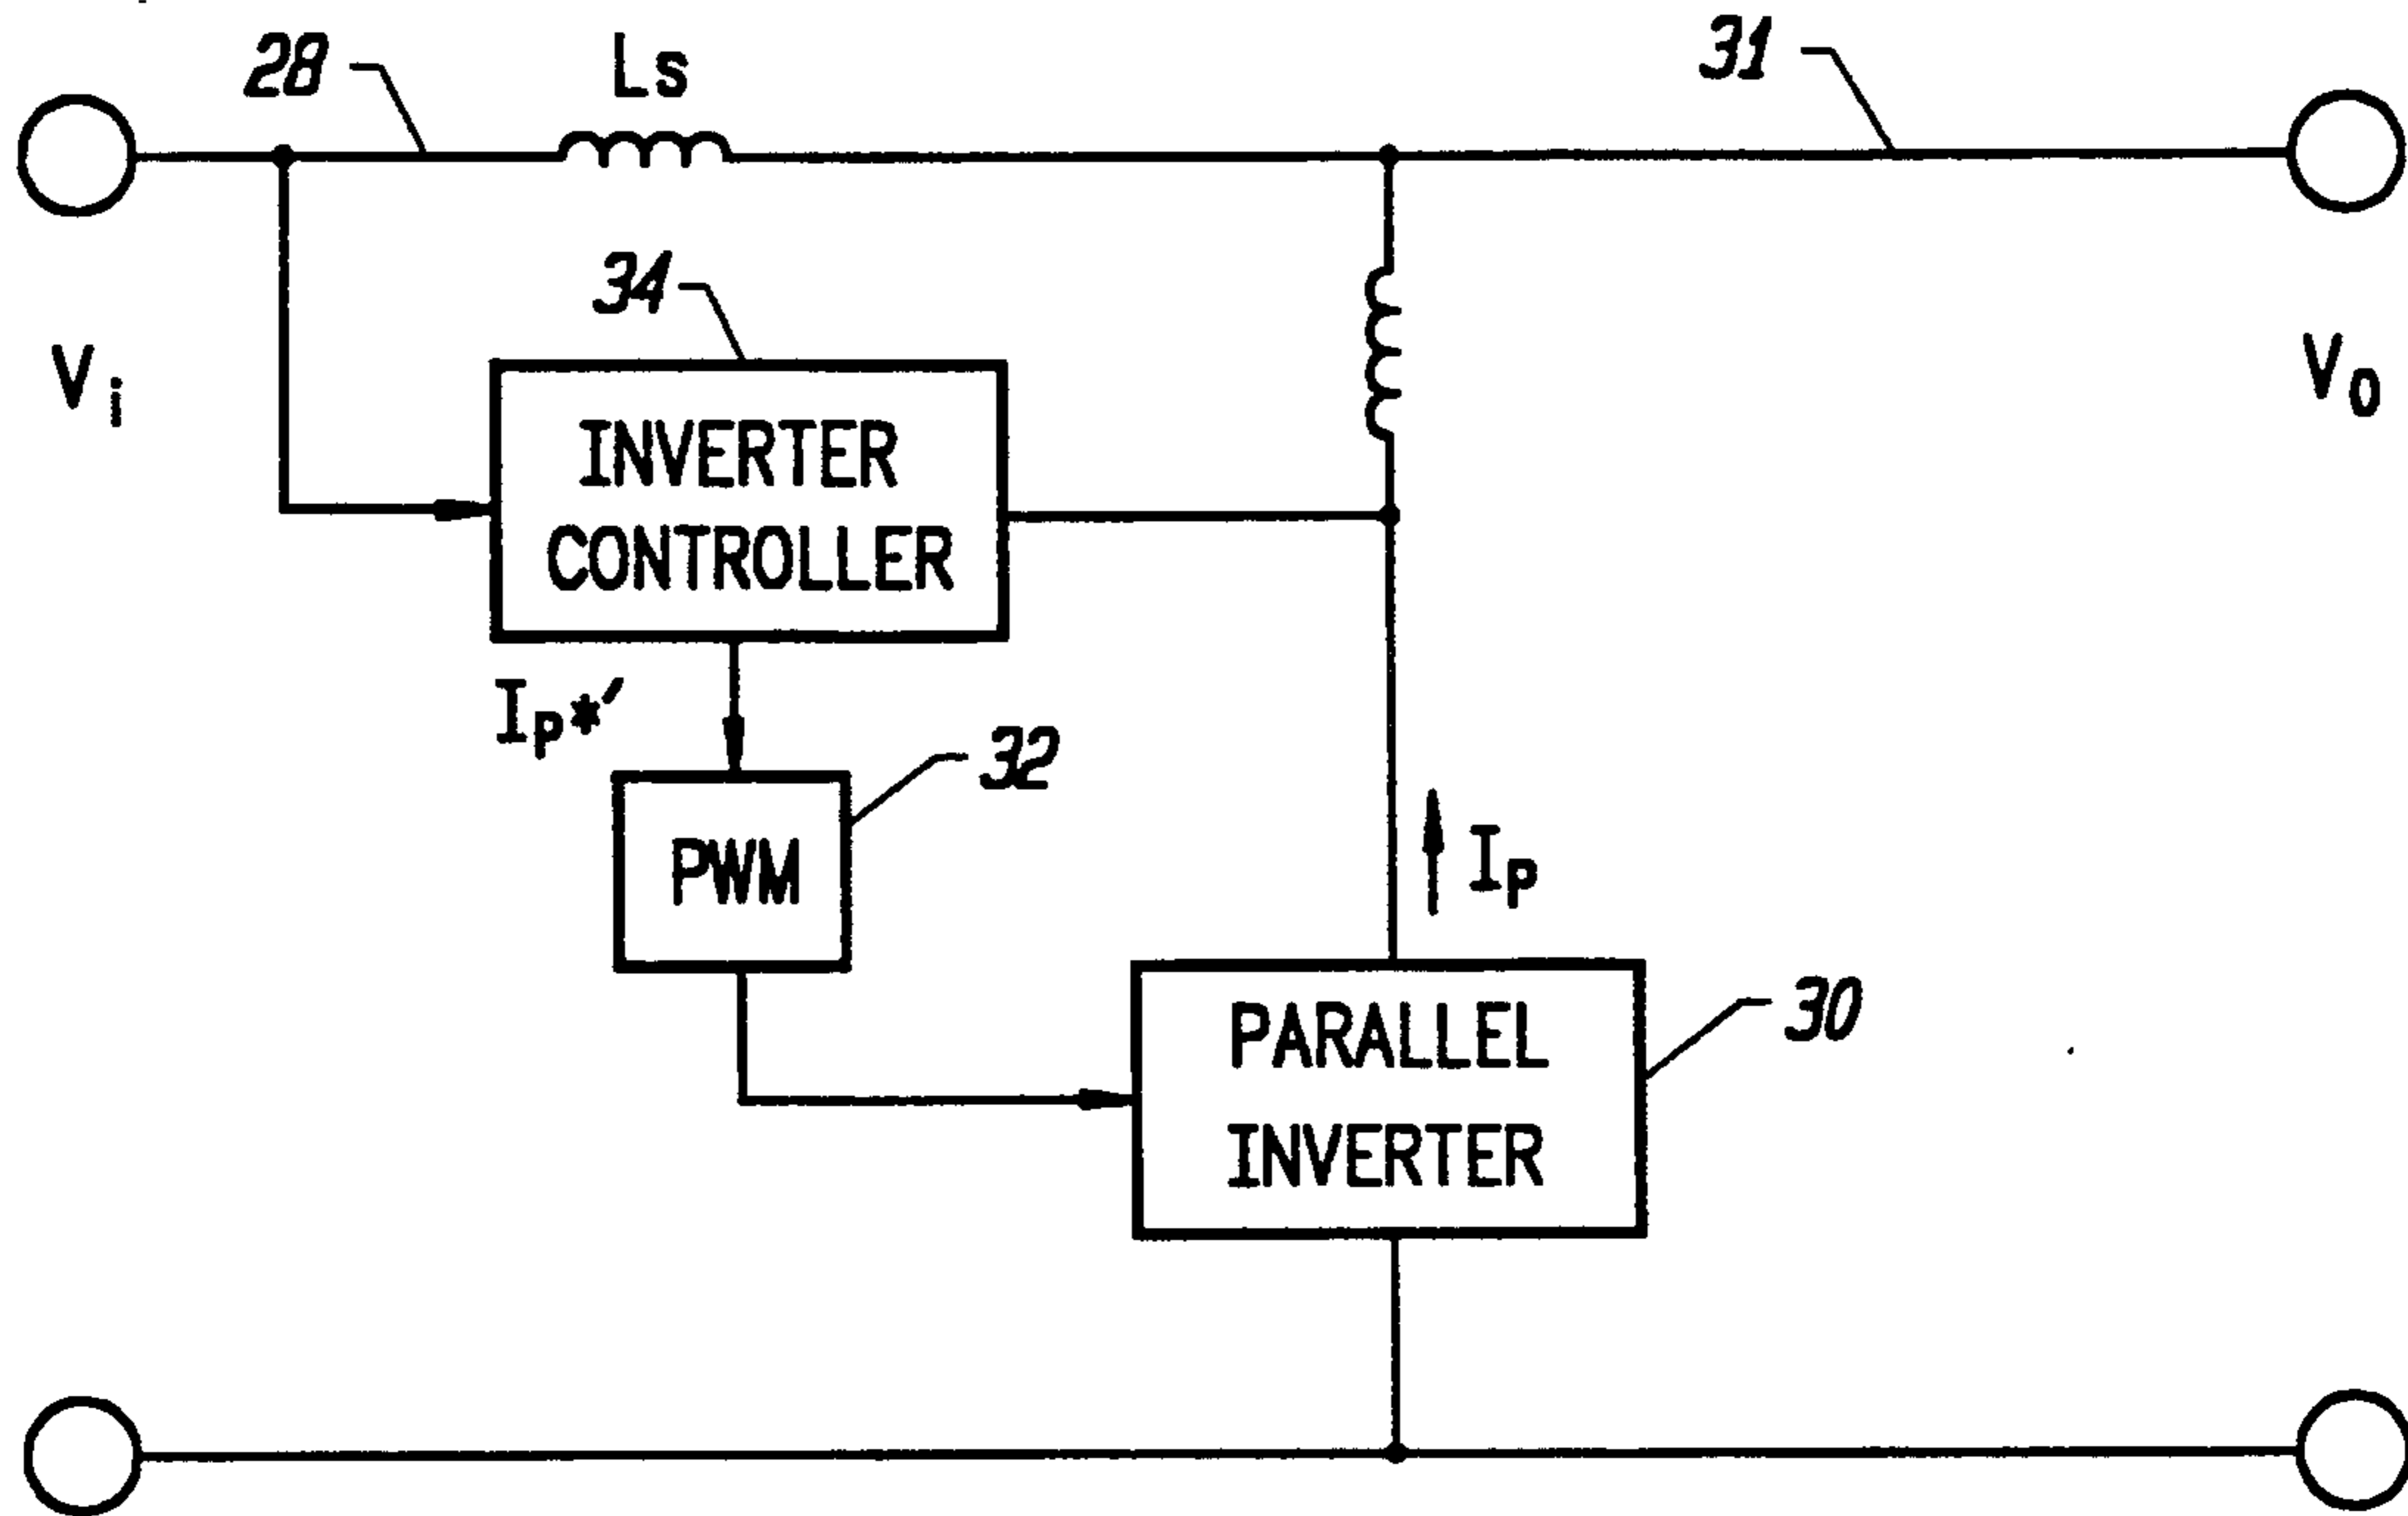 28
Ls
31
34
Vi
INVERTER
CONTROLLER
Vo
Ip*′
32
PWM
Ip
PARALLEL
INVERTER
30